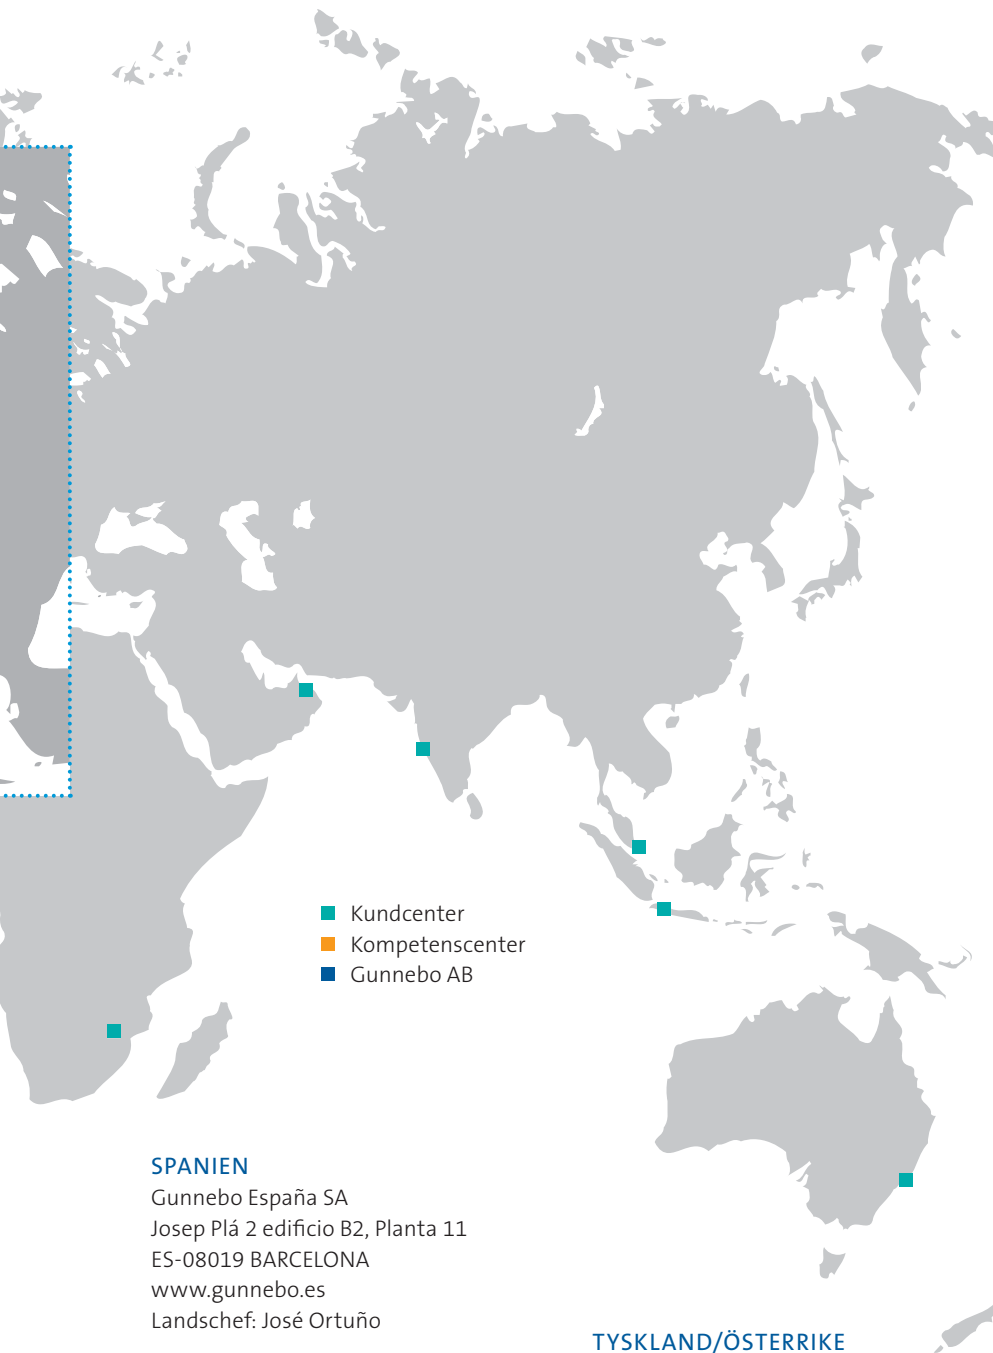 Kundcenter
Kompetenscenter
Gunnebo AB
SPANIEN
Gunnebo España SA
Josep Plá 2 edificio B2, Planta 11
ES-08019 BARCELONA
www.gunnebo.es
Landschef: José Ortuño
TYSKLAND/ÖSTERRIKE